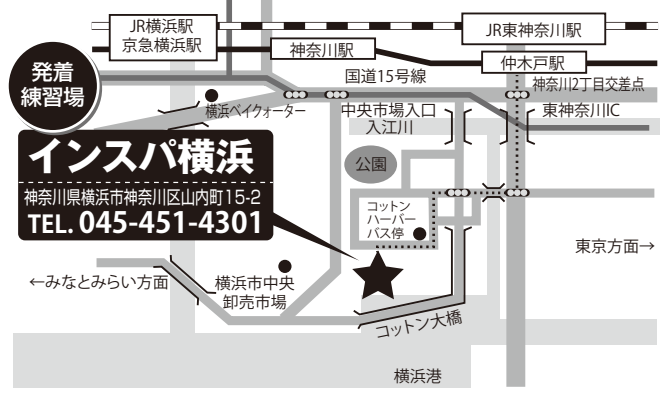 JR横浜駅
京急横浜駅
神奈川駅
JR東神奈川駅
仲木戸駅
発着
練習場
国道15号線
神奈川2丁目交差点
横浜ベイクォーター
中央市場入口
入江川
東神奈川IC
インスパ横浜
神奈川県横浜市神奈川区山内町15-2
TEL. 045-451-4301
公園
コットン
ハーバー
バス停
東京方面→
←みなとみらい方面
横浜市中央
卸売市場
コットン大橋
横浜港